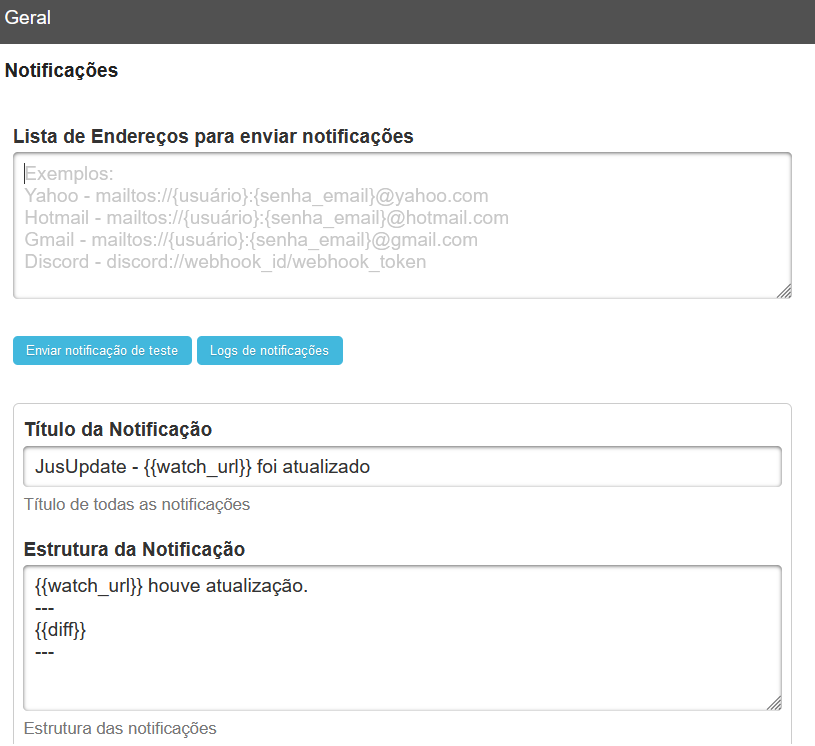 Geral
Notificações
Lista de Endereços para enviar notificações
Exemplos:
Yahoo - mailtos://{usuário}:{senha_email}@yahoo.com
Hotmail - mailtos://{usuário}:{senha_email}@hotmail.com
Gmail - mailtos://{usuário}:{senha_email}@gmail.com
Discord - discord://webhook_id/webhook_token
Enviar notificação de teste Logs de notificações
Título da Notificação
JusUpdate - {{watch_url}} foi atualizado
Título de todas as notificações
Estrutura da Notificação
{{watch_url}} houve atualização.
---
{{diff}}
---
Estrutura das notificações